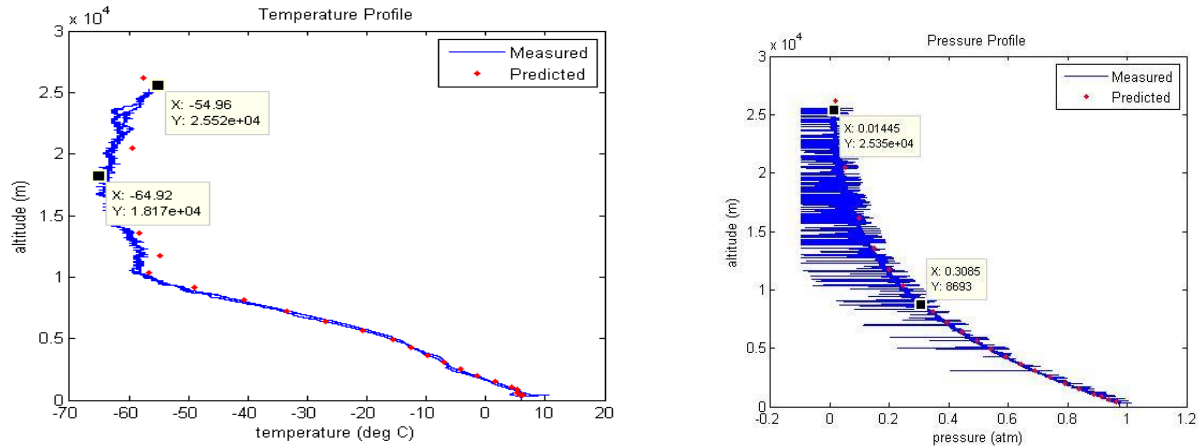 Temperature Profile
x 10^4
3
2.5
2
1.5
1
0.5
0
altitude (m)
-70
-60
-50
-40
-30
-20
-10
0
10
20
temperature (deg C)
Measured
Predicted
X: -54.96
Y: 2.552e+04
X: -64.92
Y: 1.817e+04
Pressure Profile
x 10^4
3
2.5
2
1.5
1
0.5
0
altitude (m)
-0.2
0
0.2
0.4
0.6
0.8
1
1.2
pressure (atm)
Measured
Predicted
X: 0.01445
Y: 2.535e+04
X: 0.3085
Y: 8693